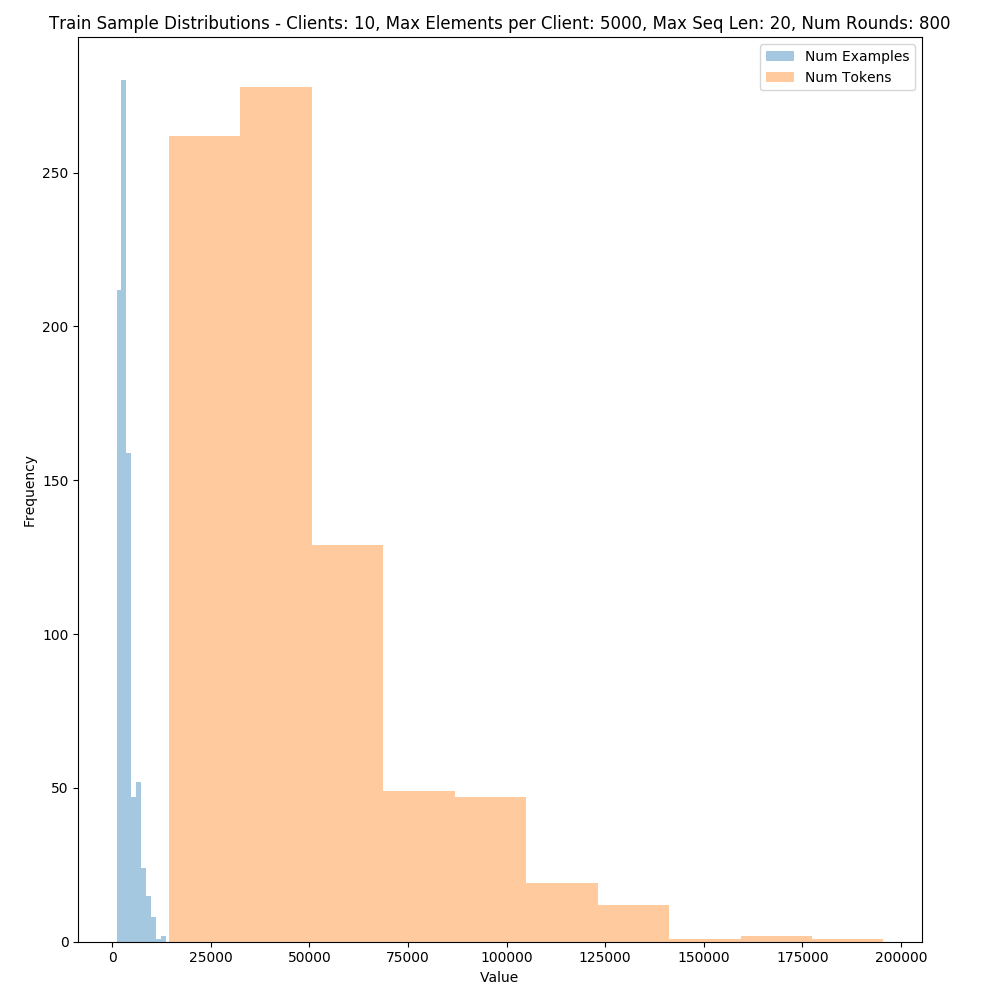 Train Sample Distributions - Clients: 10, Max Elements per Client: 5000, Max Seq Len: 20, Num Rounds: 800
Num Examples
Num Tokens
250
200
150
100
50
0
Frequency
0 25000 50000 75000 100000 125000 150000 175000 200000
Value